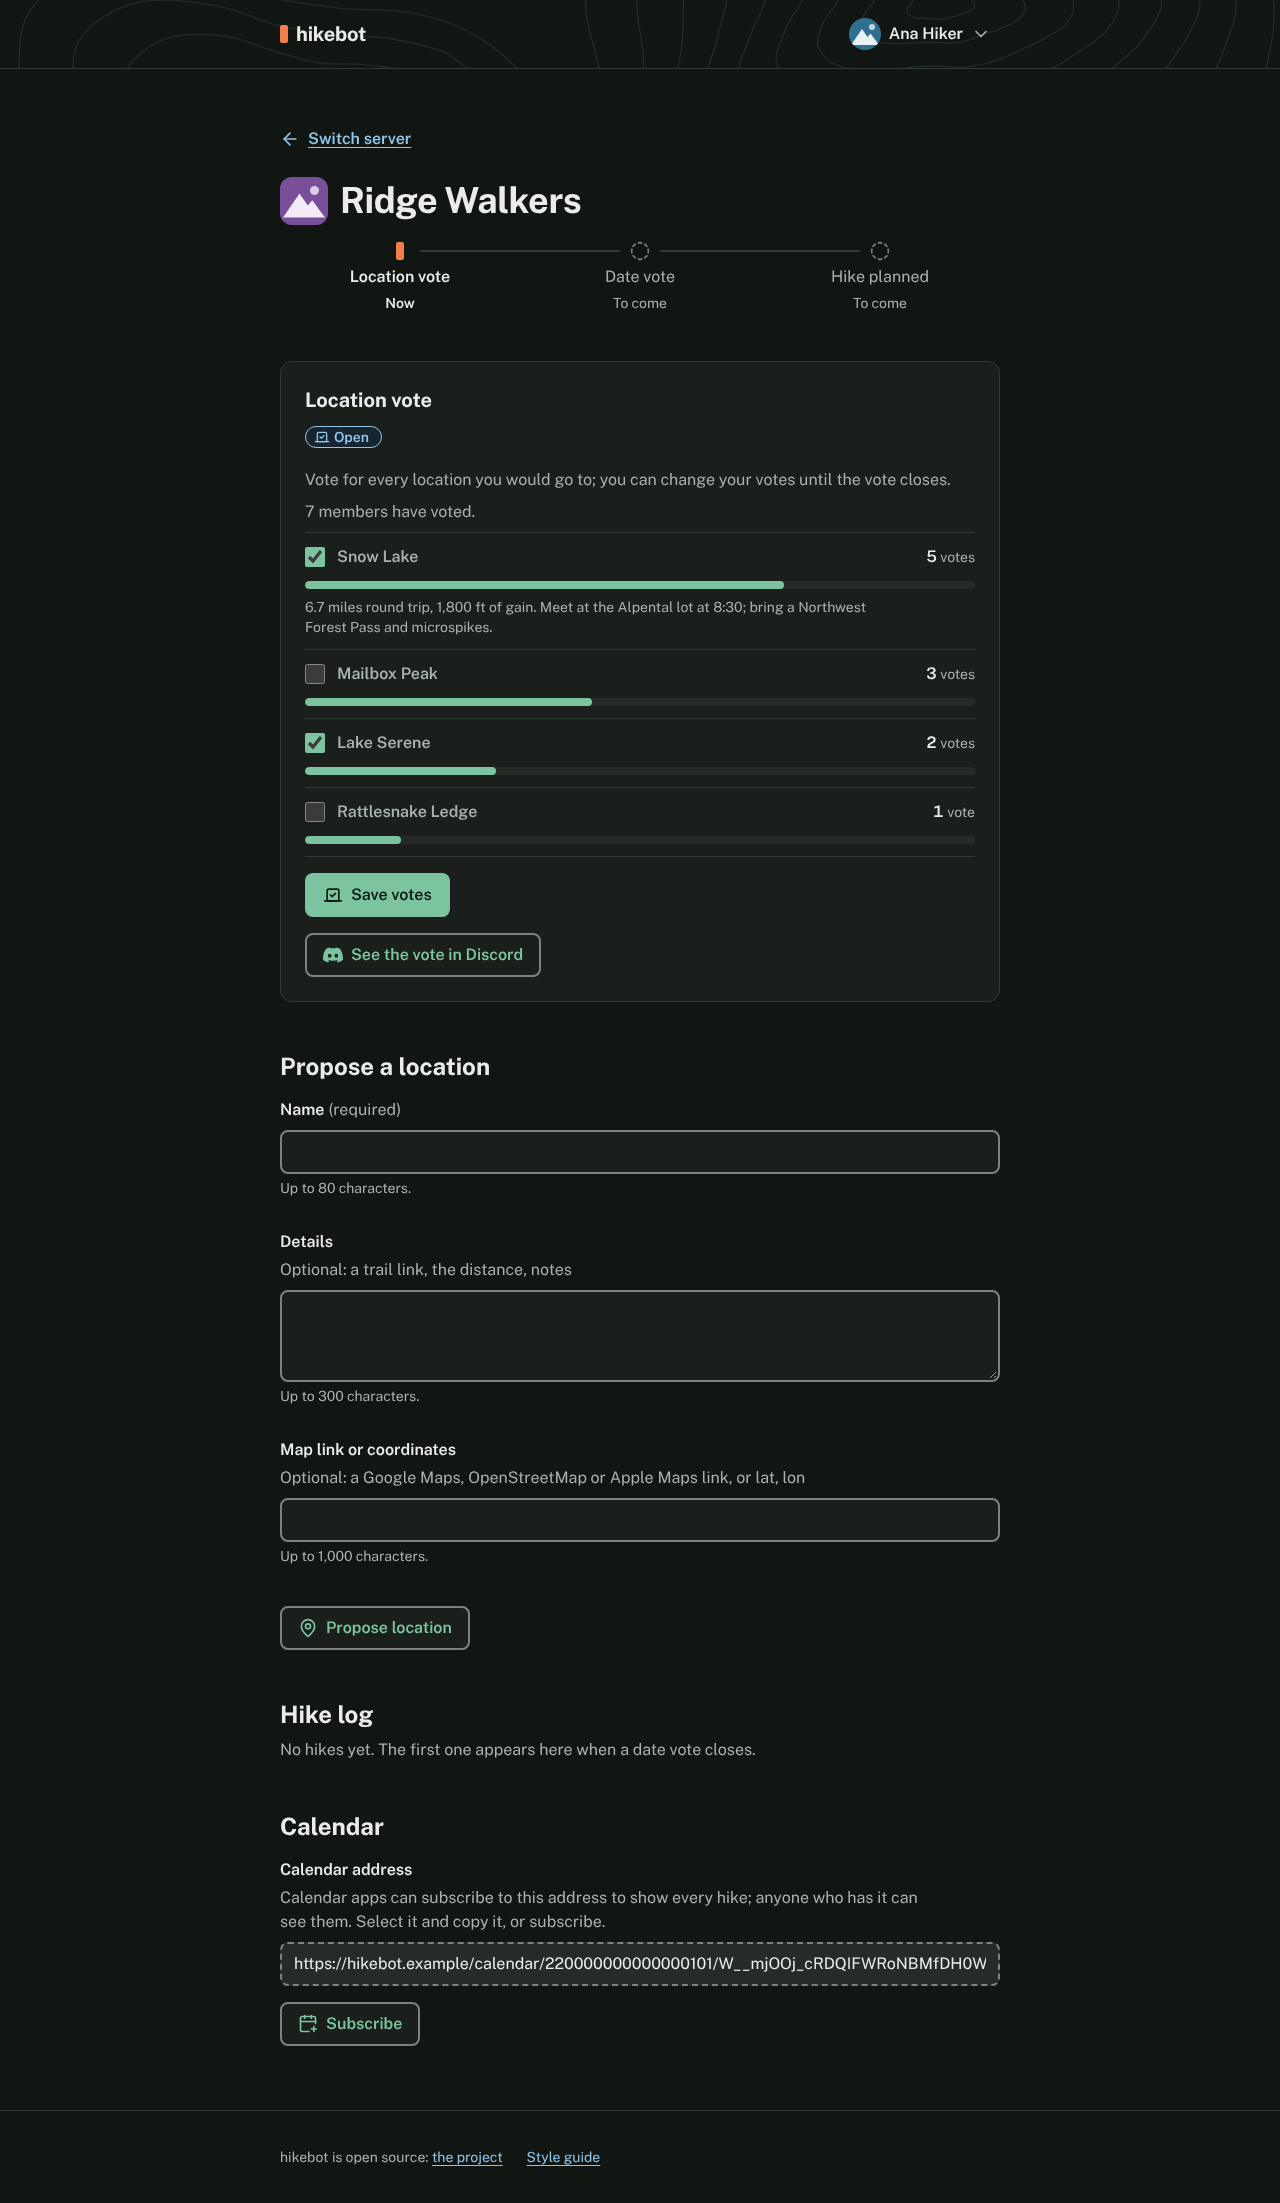 hikebot
Ana Hiker
Switch server
Ridge Walkers
Location vote
Now
Date vote
To come
Hike planned
To come
Location vote
Open
Vote for every location you would go to; you can change your votes until the vote closes.
7 members have voted.
Snow Lake
5 votes
6.7 miles round trip, 1,800 ft of gain. Meet at the Alpental lot at 8:30; bring a Northwest
Forest Pass and microspikes.
Mailbox Peak
3 votes
Lake Serene
2 votes
Rattlesnake Ledge
1 vote
Save votes
See the vote in Discord
Propose a location
Name (required)
Up to 80 characters.
Details
Optional: a trail link, the distance, notes
Up to 300 characters.
Map link or coordinates
Optional: a Google Maps, OpenStreetMap or Apple Maps link, or lat, lon
Up to 1,000 characters.
Propose location
Hike log
No hikes yet. The first one appears here when a date vote closes.
Calendar
Calendar address
Calendar apps can subscribe to this address to show every hike; anyone who has it can
see them. Select it and copy it, or subscribe.
https://hikebot.example/calendar/220000000000000101/W__mjOOj_cRDQIFWRoNBMfDH0W
Subscribe
hikebot is open source: the project
Style guide